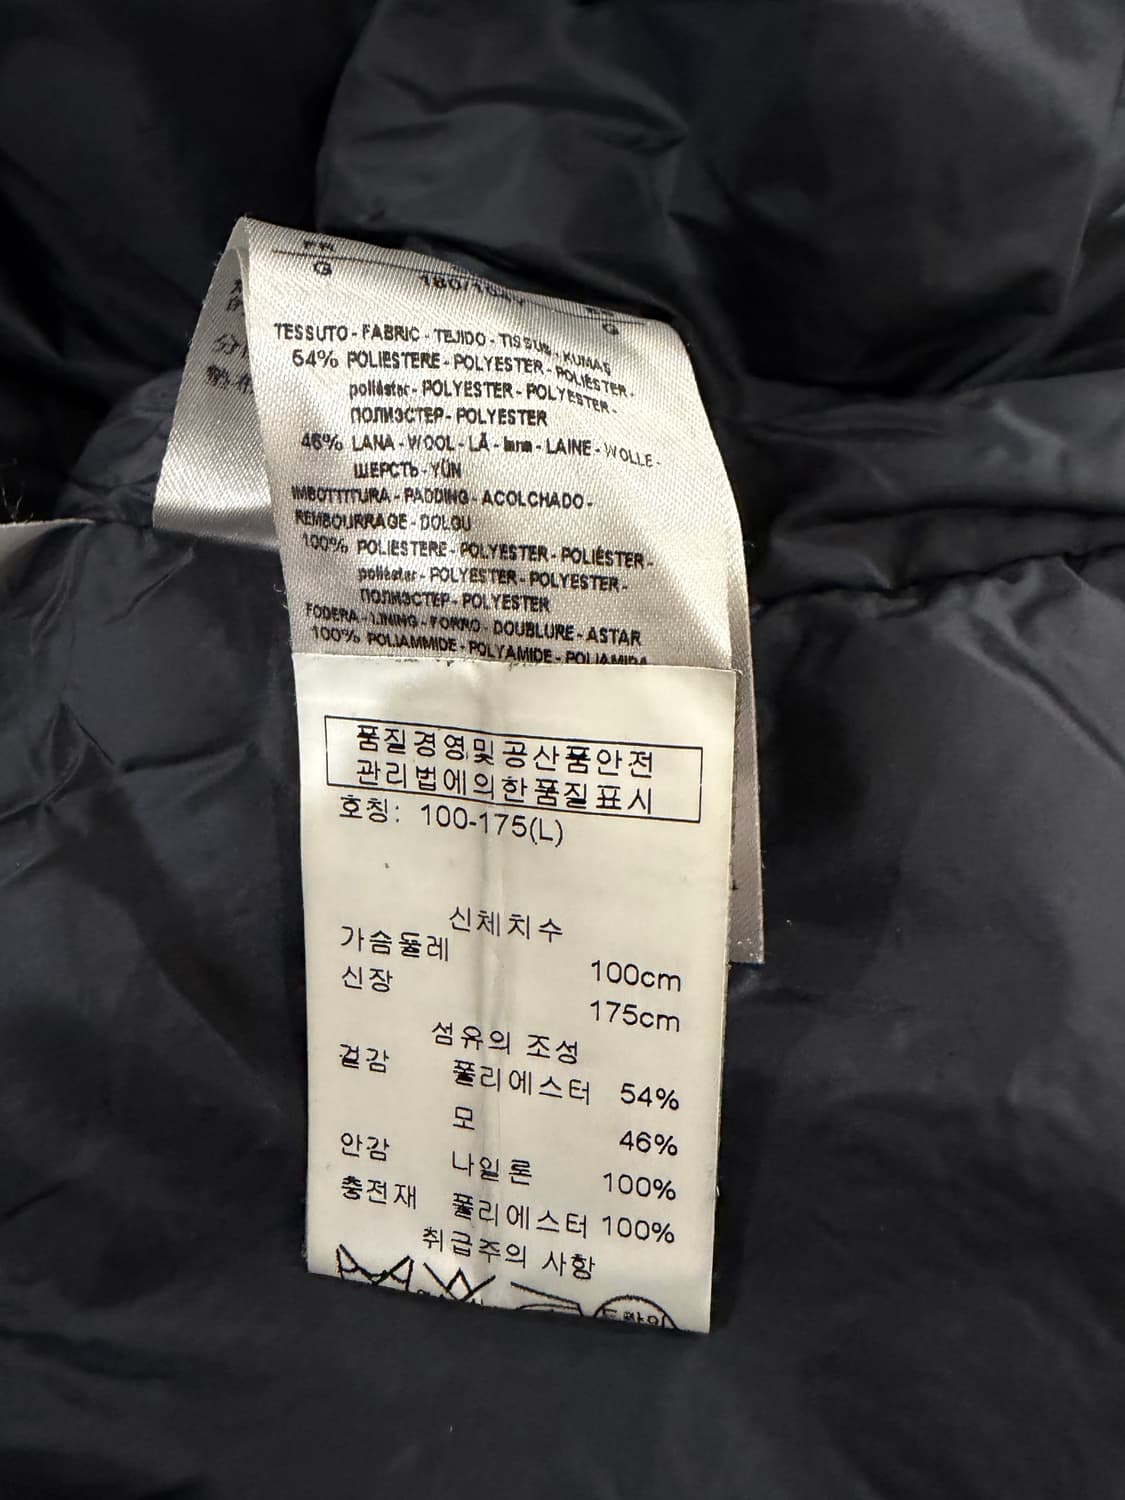 FR
G
180/104Y
G
TESSUTO - FABRIC - TEJIDO - TISSUE - KUMAS
54% POLIESTERE - POLYESTER - POLIÉSTER -
poliéster - POLYESTER - POLYESTER -
ПОЛИЭСТЕР - POLYESTER
46% LANA - WOOL - LÃ - lana - LAINE - WOLLE -
ШЕРСТЬ - YÜN
IMBOTTITURA - PADDING - ACOLCHADO -
REMBOURRAGE - DOLGU
100% POLIESTERE - POLYESTER - POLIÉSTER -
poliéster - POLYESTER - POLYESTER -
ПОЛИЭСТЕР - POLYESTER
FODERA - LINING - FORRO - DOUBLURE - ASTAR
100% POLIAMMIDE - POLYAMIDE - POLIAMIDA
품질경영및공산품안전
관리법에의한품질표시
호칭: 100-175(L)
신체치수
가슴둘레 100cm
신장 175cm
섬유의 조성
겉감 폴리에스터 54%
모 46%
안감 나일론 100%
충전재 폴리에스터 100%
취급주의 사항